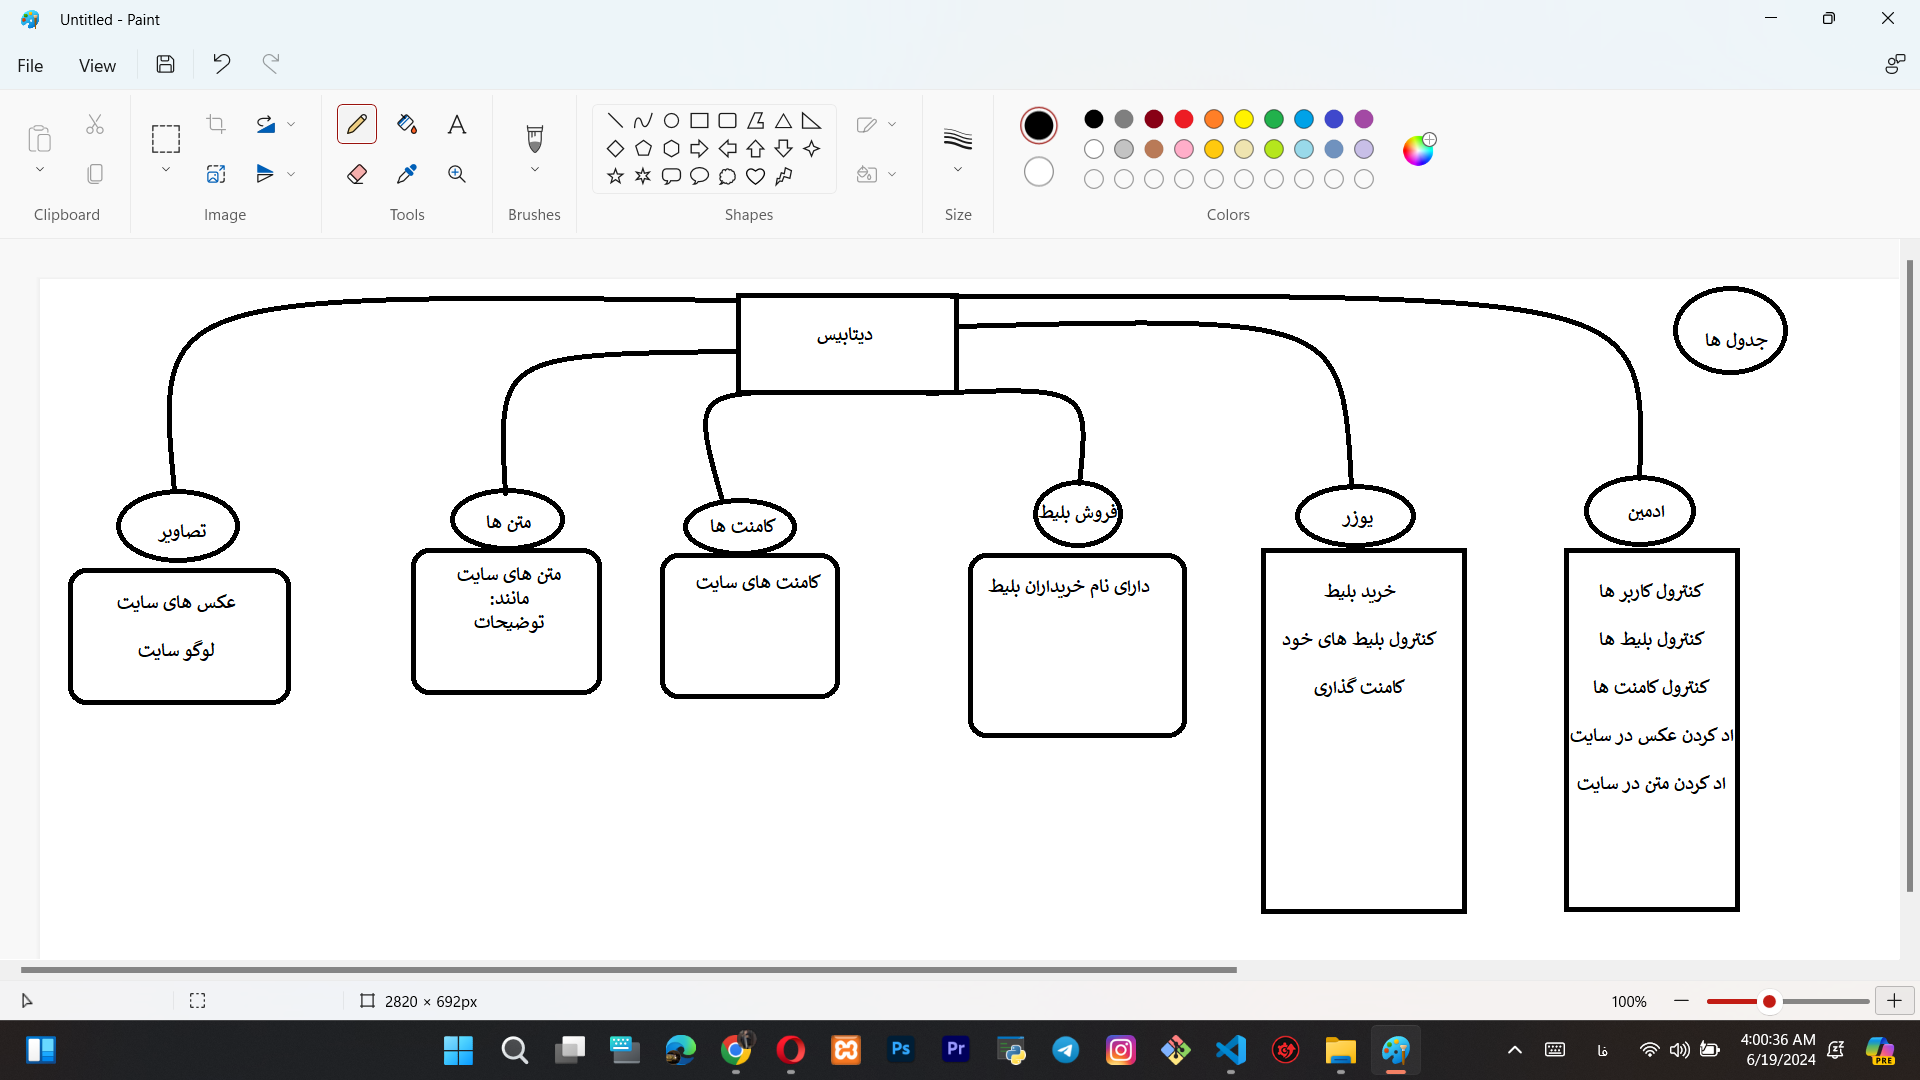 Untitled - Paint
File
View
Clipboard
Image
Tools
Brushes
Shapes
Size
Colors
دیتابیس
جدول ها
ادمین
کنترول کاربر ها
کنترول بلیط ها
کنترول کامنت ها
اد کردن عکس در سایت
اد کردن متن در سایت
یوزر
خرید بلیط
کنترول بلیط های خود
کامنت گذاری
فروش بلیط
دارای نام خریداران بلیط
کامنت ها
کامنت های سایت
متن ها
متن های سایت
مانند:
توضیحات
تصاویر
عکس های سایت
لوگو سایت
2820 × 692px
100%
Ps
Pr
فا
4:00:36 AM
6/19/2024
PRE